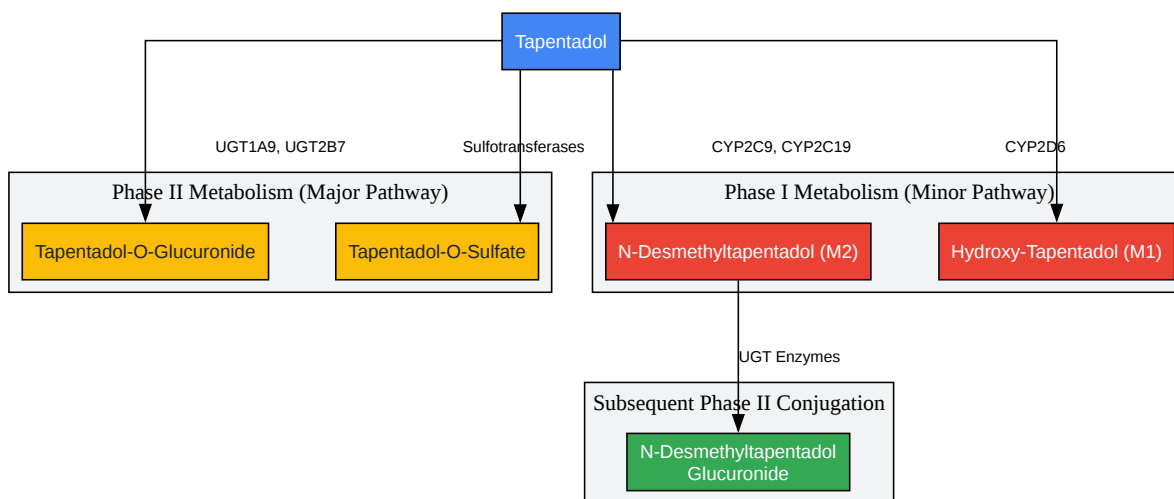 Tapentadol
UGT1A9, UGT2B7
Sulfotransferases
CYP2C9, CYP2C19
CYP2D6
Phase II Metabolism (Major Pathway)
Phase I Metabolism (Minor Pathway)
Tapentadol-O-Glucuronide
Tapentadol-O-Sulfate
N-Desmethyltapentadol (M2)
Hydroxy-Tapentadol (M1)
UGT Enzymes
Subsequent Phase II Conjugation
N-Desmethyltapentadol
Glucuronide